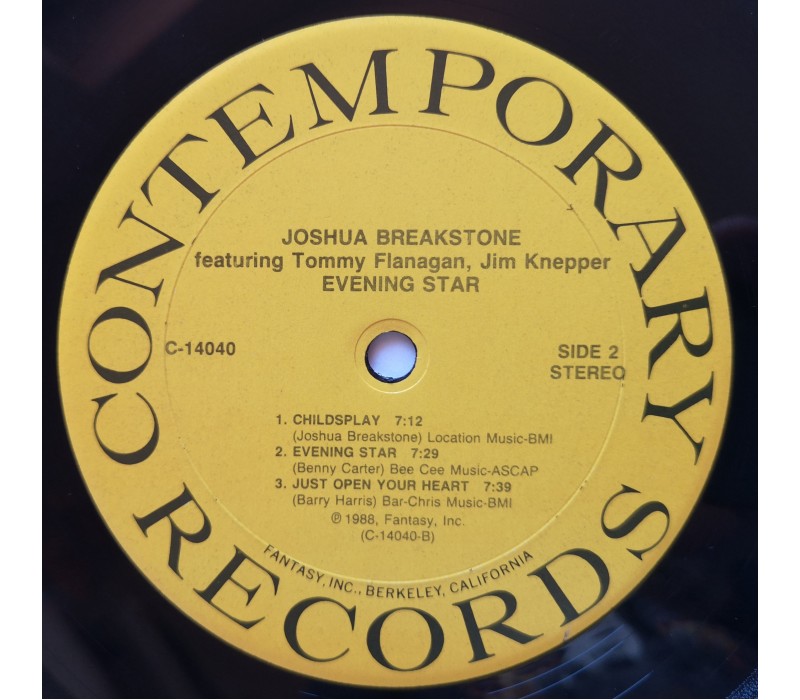 CONTEMPORARY
JOSHUA BREAKSTONE
featuring Tommy Flanagan, Jim Knepper
EVENING STAR
C-14040
SIDE 2
STEREO
1. CHILDSPLAY 7:12
(Joshua Breakstone) Location Music-BMI
2. EVENING STAR 7:29
(Benny Carter) Bee Cee Music-ASCAP
3. JUST OPEN YOUR HEART 7:39
(Barry Harris) Bar-Chris Music-BMI
℗ 1988, Fantasy, Inc.
(C-14040-B)
FANTASY, INC., BERKELEY, CALIFORNIA
RECORDS